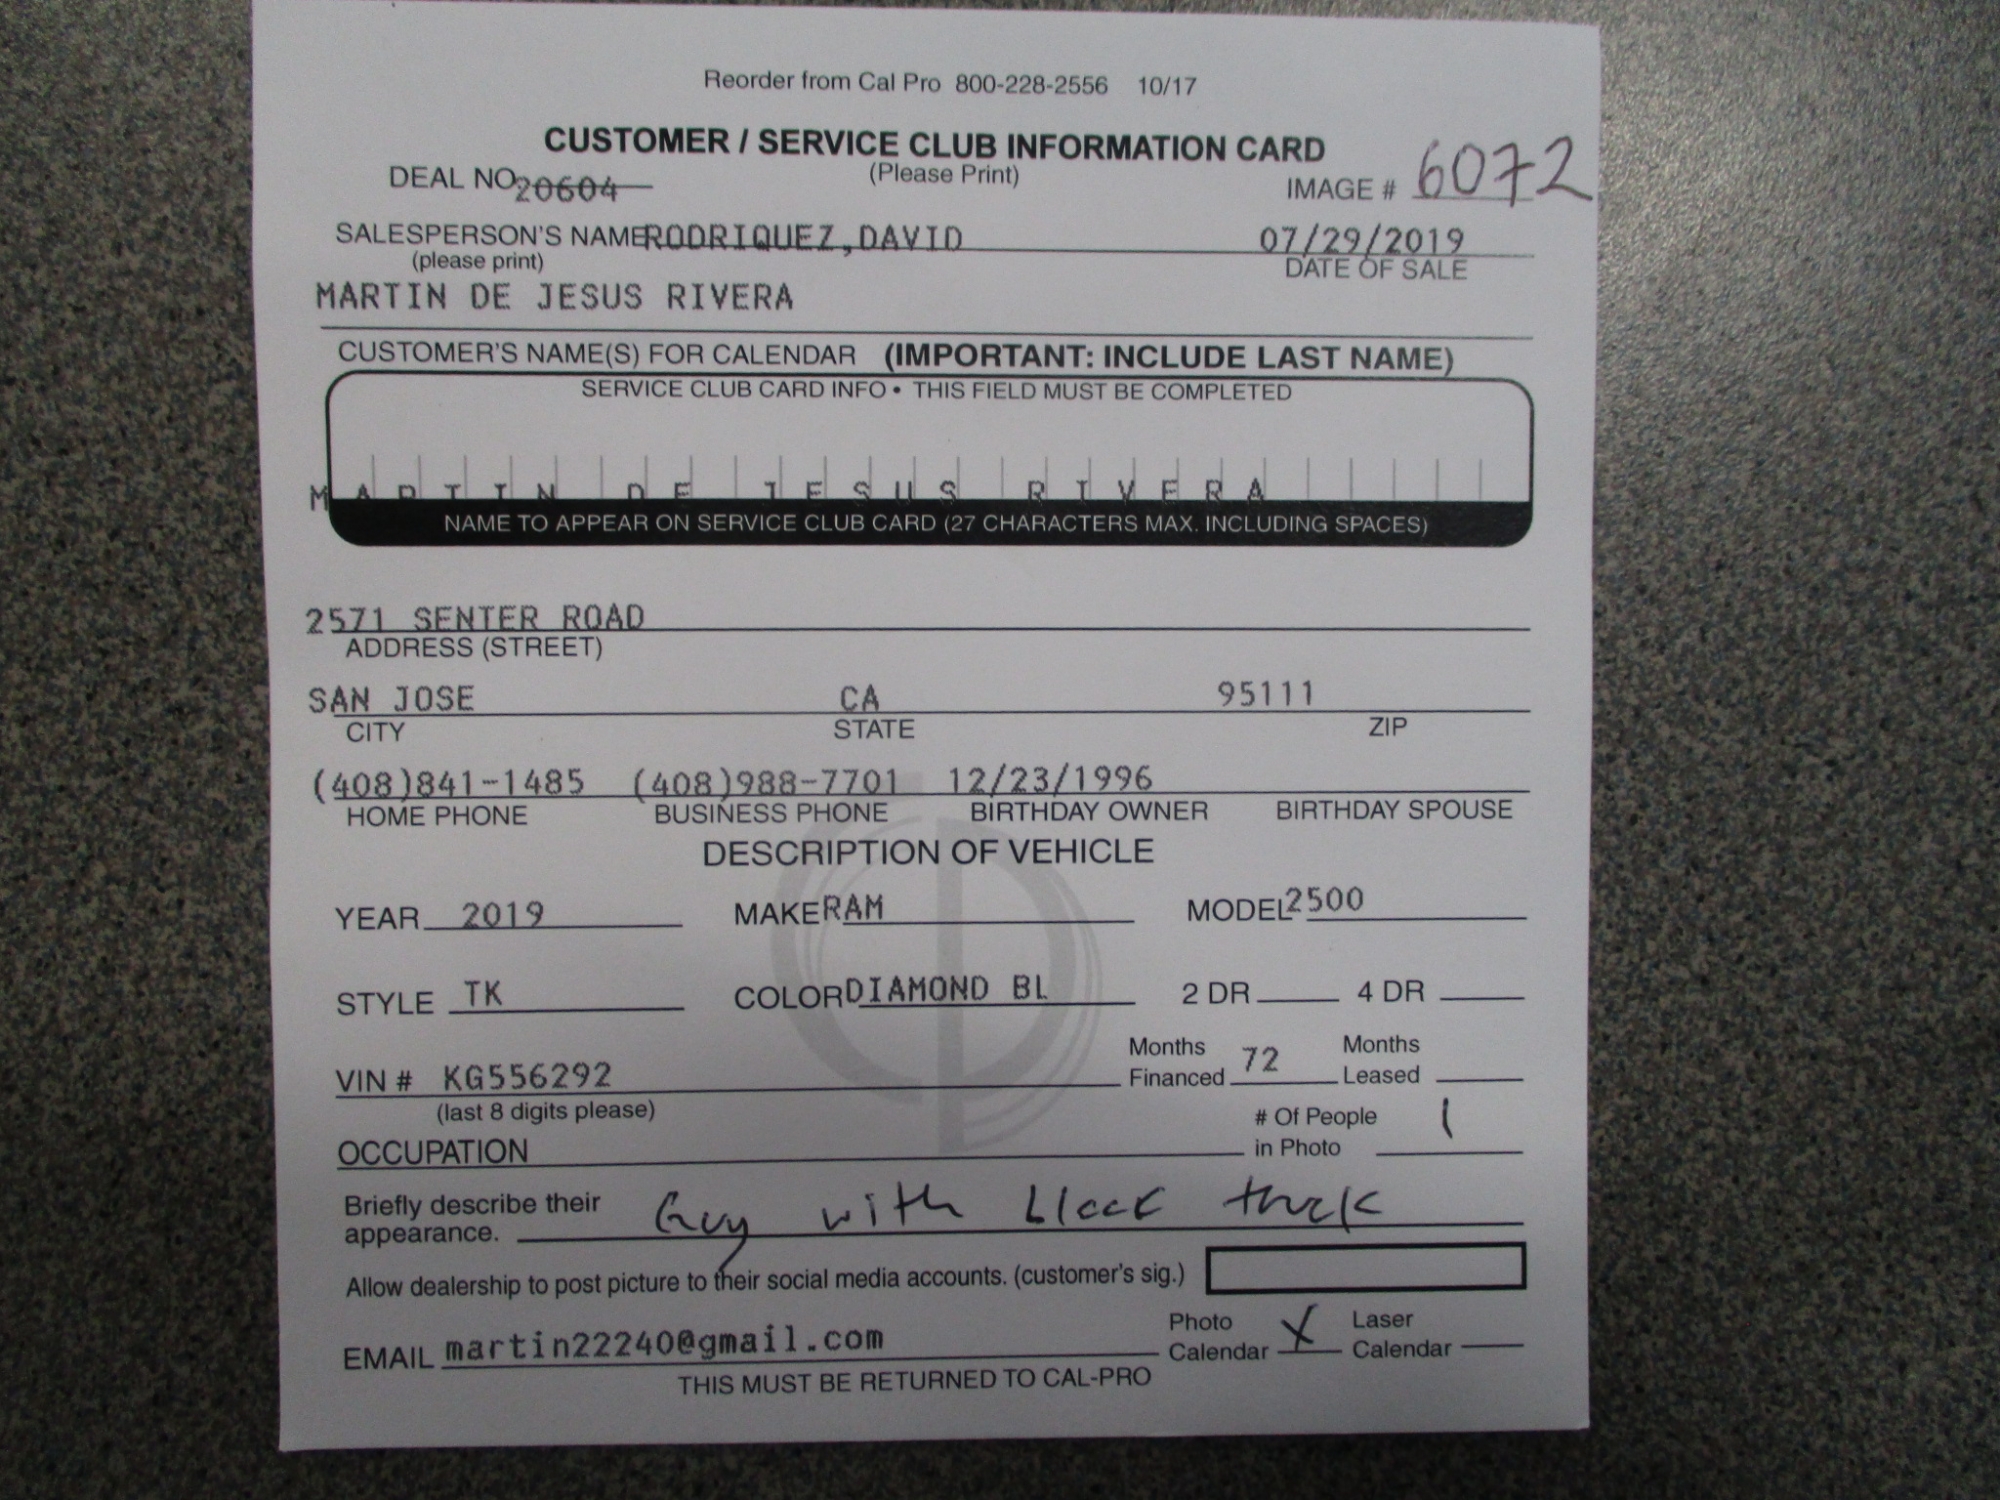 Reorder from Cal Pro 800-228-2556 10/17
CUSTOMER / SERVICE CLUB INFORMATION CARD
(Please Print)
DEAL NO. 20604
IMAGE # 6072
SALESPERSON'S NAME RODRIQUEZ,DAVID 07/29/2019
(please print) DATE OF SALE
MARTIN DE JESUS RIVERA
CUSTOMER'S NAME(S) FOR CALENDAR (IMPORTANT: INCLUDE LAST NAME)
SERVICE CLUB CARD INFO • THIS FIELD MUST BE COMPLETED
M A R T I N D E J E S U S R I V E R A
NAME TO APPEAR ON SERVICE CLUB CARD (27 CHARACTERS MAX. INCLUDING SPACES)
2571 SENTER ROAD
ADDRESS (STREET)
SAN JOSE CA 95111
CITY STATE ZIP
(408)841-1485 (408)988-7701 12/23/1996
HOME PHONE BUSINESS PHONE BIRTHDAY OWNER BIRTHDAY SPOUSE
DESCRIPTION OF VEHICLE
YEAR 2019 MAKE RAM MODEL 2500
STYLE TK COLOR DIAMOND BL 2 DR 4 DR
VIN # KG556292 Months Financed 72 Months Leased
(last 8 digits please)
OCCUPATION # Of People in Photo 1
Briefly describe their appearance. Guy with black truck
Allow dealership to post picture to their social media accounts. (customer's sig.)
EMAIL martin22240@gmail.com Photo Calendar X Laser Calendar
THIS MUST BE RETURNED TO CAL-PRO